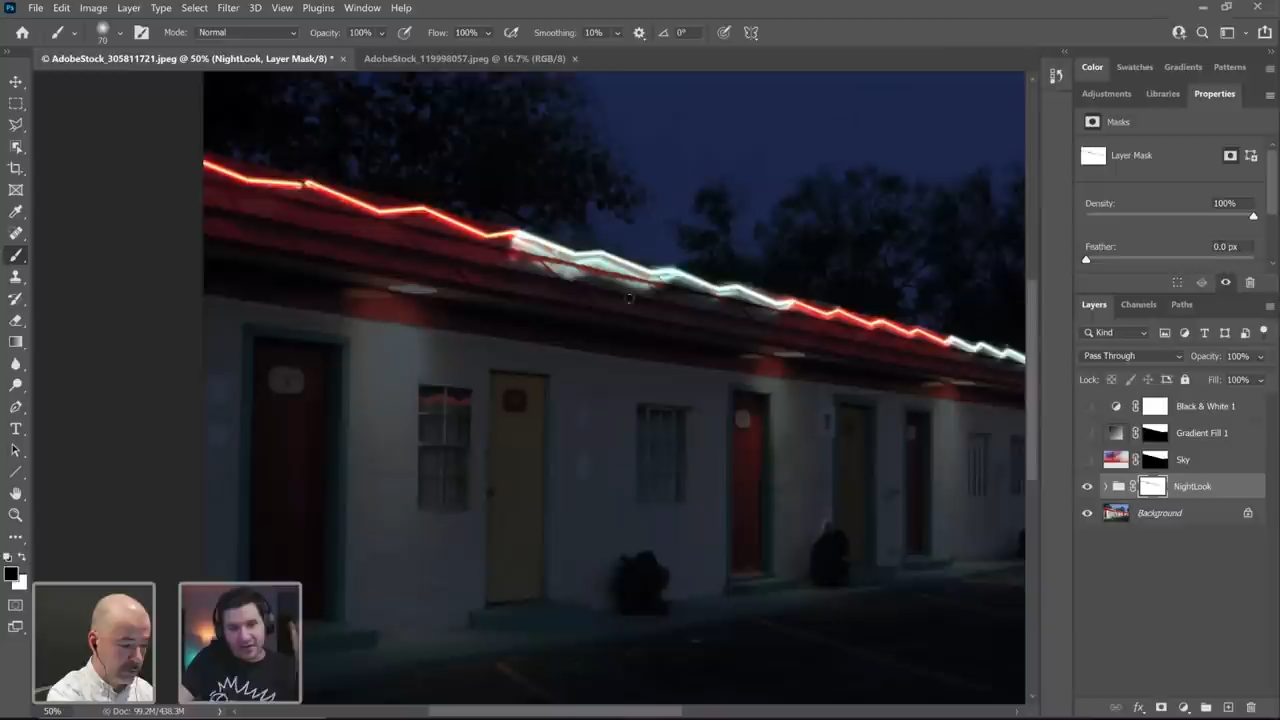 File Edit Image Layer Type Select Filter 3D View Plugins Window Help
70 Mode: Normal Opacity: 100% Flow: 100% Smoothing: 10% 0°
© AdobeStock_305811721.jpeg @ 50% (NightLook, Layer Mask/8) * × AdobeStock_119998057.jpeg @ 16.7% (RGB/8) ×
Color Swatches Gradients Patterns
Adjustments Libraries Properties
Masks
Layer Mask
Density: 100%
Feather: 0.0 px
Layers Channels Paths
Kind
Pass Through Opacity: 100%
Lock: Fill: 100%
Black & White 1
Gradient Fill 1
Sky
NightLook
Background
50% © Doc: 99.2M/438.3M